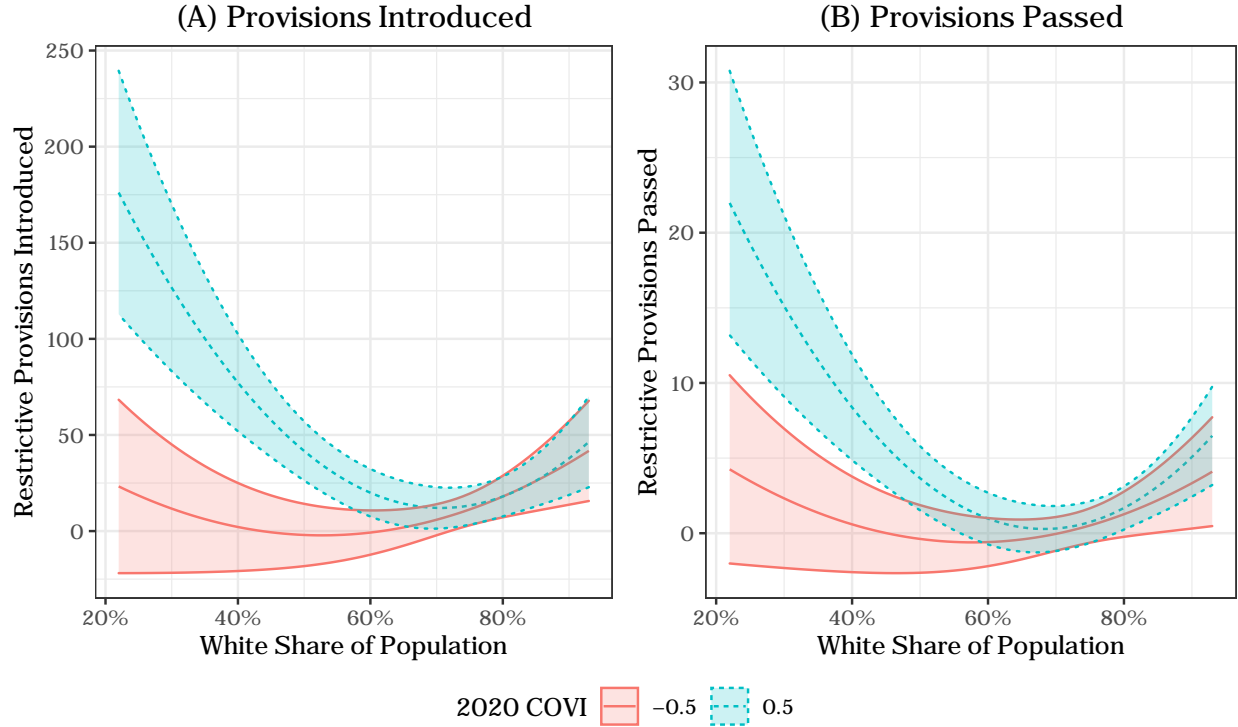 (A) Provisions Introduced
Restrictive Provisions Introduced
250
200
150
100
50
0
20%
40%
60%
80%
White Share of Population
(B) Provisions Passed
Restrictive Provisions Passed
30
20
10
0
20%
40%
60%
80%
White Share of Population
2020 COVI
−0.5
0.5